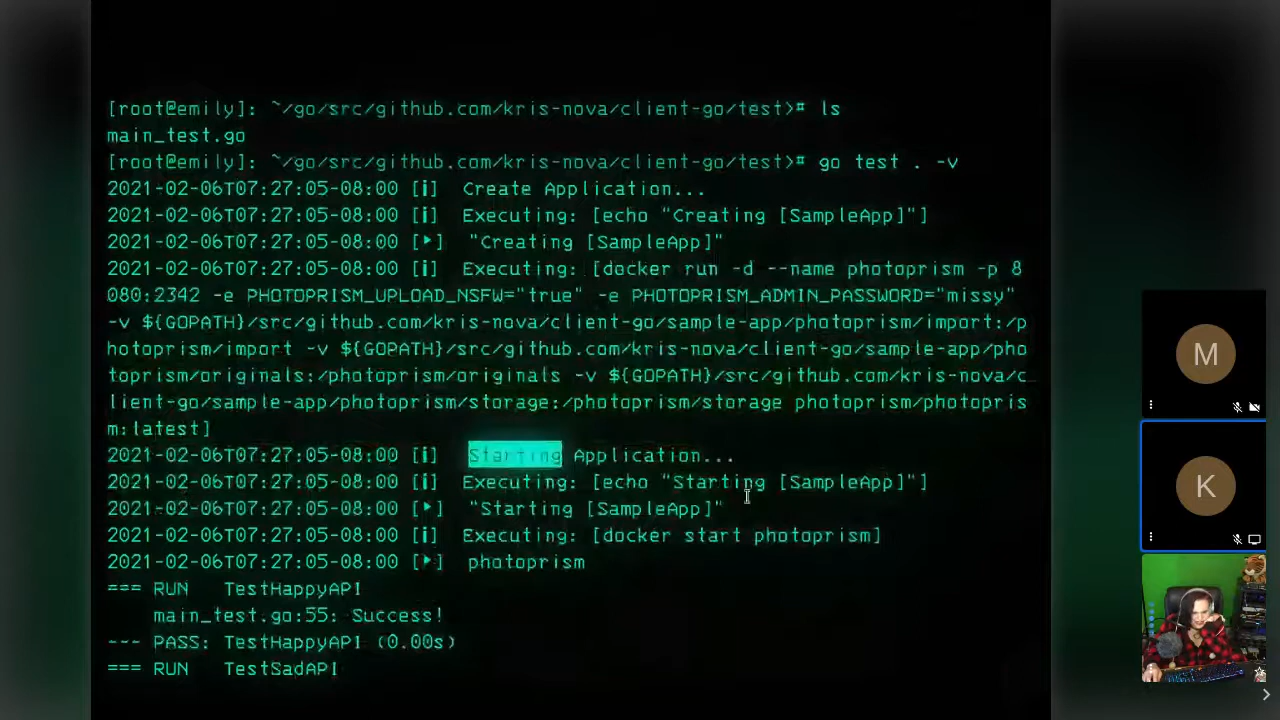 [root@emily]: ~/go/src/github.com/kris-nova/client-go/test># ls
main_test.go
[root@emily]: ~/go/src/github.com/kris-nova/client-go/test># go test . -v
2021-02-06T07:27:05-08:00 [i]  Create Application...
2021-02-06T07:27:05-08:00 [i]  Executing: [echo "Creating [SampleApp]"]
2021-02-06T07:27:05-08:00 [▸]  "Creating [SampleApp]"
2021-02-06T07:27:05-08:00 [i]  Executing: [docker run -d --name photoprism -p 8
080:2342 -e PHOTOPRISM_UPLOAD_NSFW="true" -e PHOTOPRISM_ADMIN_PASSWORD="missy"
-v ${GOPATH}/src/github.com/kris-nova/client-go/sample-app/photoprism/import:/p
hotoprism/import -v ${GOPATH}/src/github.com/kris-nova/client-go/sample-app/pho
toprism/originals:/photoprism/originals -v ${GOPATH}/src/github.com/kris-nova/c
lient-go/sample-app/photoprism/storage:/photoprism/storage photoprism/photopris
m:latest]
2021-02-06T07:27:05-08:00 [i]  Starting Application...
2021-02-06T07:27:05-08:00 [i]  Executing: [echo "Starting [SampleApp]"]
2021-02-06T07:27:05-08:00 [▸]  "Starting [SampleApp]"
2021-02-06T07:27:05-08:00 [i]  Executing: [docker start photoprism]
2021-02-06T07:27:05-08:00 [▸]  photoprism
=== RUN   TestHappyAPI
    main_test.go:55: Success!
--- PASS: TestHappyAPI (0.00s)
=== RUN   TestSadAPI
M
K